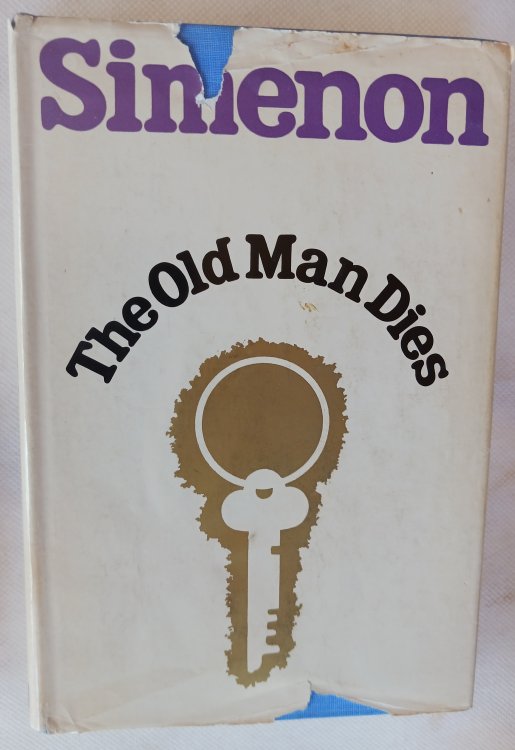 Simenon
The Old Man Dies